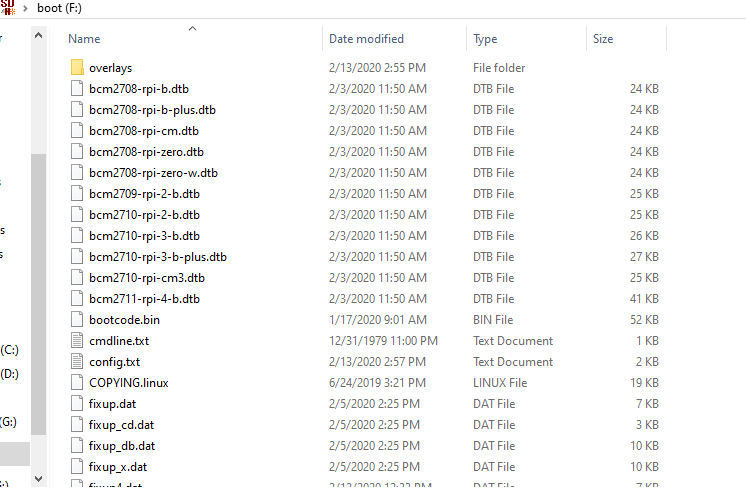 SD
boot (F:)
Name Date modified Type Size
overlays 2/13/2020 2:55 PM File folder
bcm2708-rpi-b.dtb 2/3/2020 11:50 AM DTB File 24 KB
bcm2708-rpi-b-plus.dtb 2/3/2020 11:50 AM DTB File 24 KB
bcm2708-rpi-cm.dtb 2/3/2020 11:50 AM DTB File 24 KB
bcm2708-rpi-zero.dtb 2/3/2020 11:50 AM DTB File 24 KB
bcm2708-rpi-zero-w.dtb 2/3/2020 11:50 AM DTB File 24 KB
bcm2709-rpi-2-b.dtb 2/3/2020 11:50 AM DTB File 25 KB
bcm2710-rpi-2-b.dtb 2/3/2020 11:50 AM DTB File 25 KB
s bcm2710-rpi-3-b.dtb 2/3/2020 11:50 AM DTB File 26 KB
s bcm2710-rpi-3-b-plus.dtb 2/3/2020 11:50 AM DTB File 27 KB
bcm2710-rpi-cm3.dtb 2/3/2020 11:50 AM DTB File 25 KB
bcm2711-rpi-4-b.dtb 2/3/2020 11:50 AM DTB File 41 KB
bootcode.bin 1/17/2020 9:01 AM BIN File 52 KB
cmdline.txt 12/31/1979 11:00 PM Text Document 1 KB
(C:)
config.txt 2/13/2020 2:57 PM Text Document 2 KB
(D:)
COPYING.linux 6/24/2019 3:21 PM LINUX File 19 KB
fixup.dat 2/5/2020 2:25 PM DAT File 7 KB
(G:) fixup_cd.dat 2/5/2020 2:25 PM DAT File 3 KB
fixup_db.dat 2/5/2020 2:25 PM DAT File 10 KB
fixup_x.dat 2/5/2020 2:25 PM DAT File 10 KB
fixup4.dat 2/13/2020 12:33 PM DAT File 7 KB